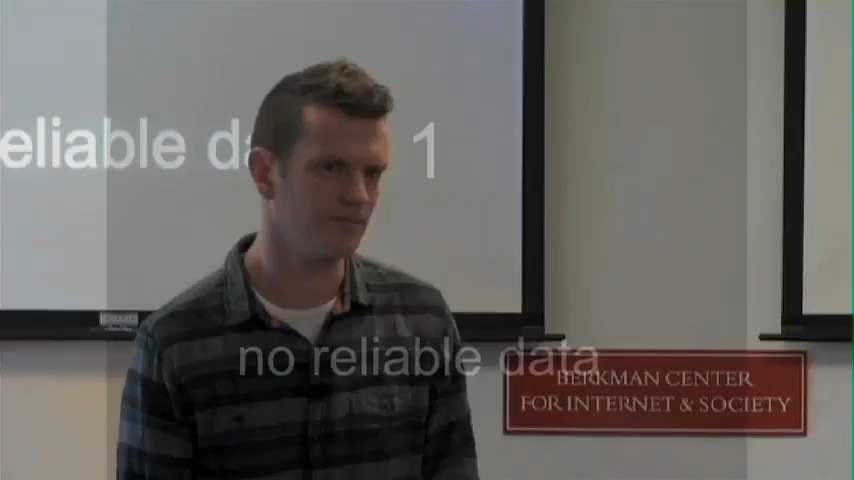 eliable da 1
no reliable data
BERKMAN CENTER
FOR INTERNET & SOCIETY